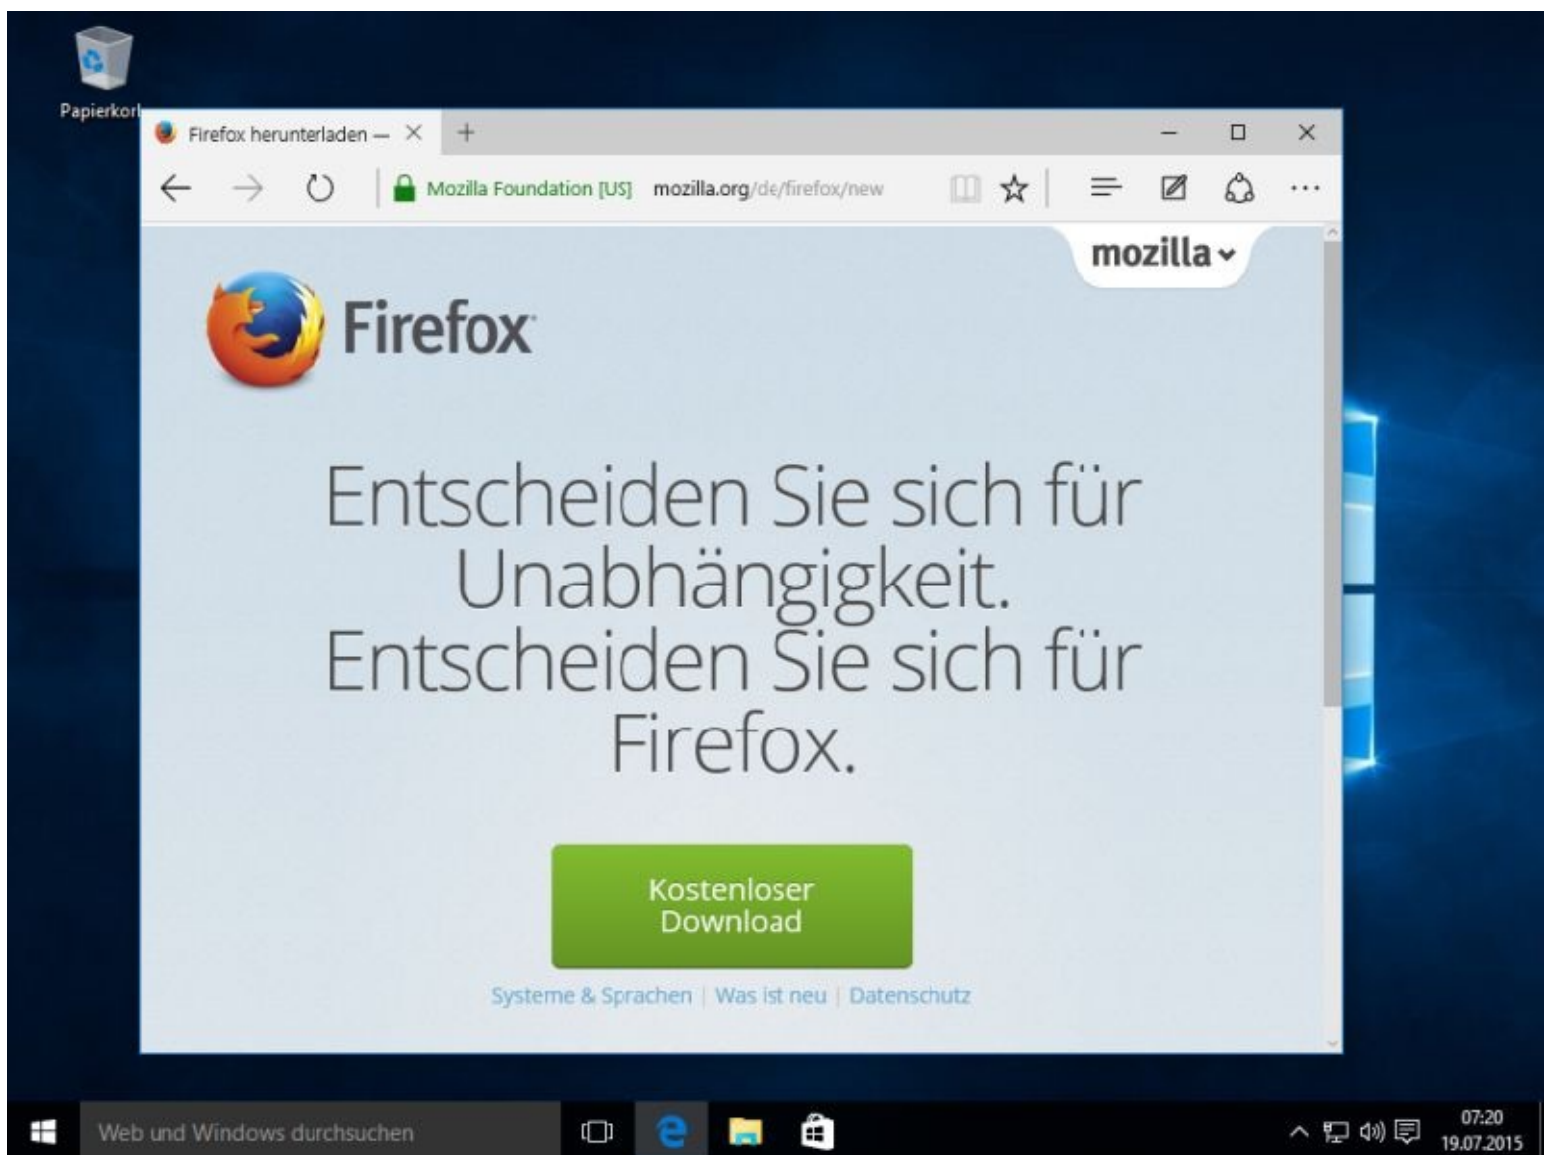 Papierkorb
Firefox herunterladen —
Mozilla Foundation [US] mozilla.org/de/firefox/new
mozilla
Firefox
Entscheiden Sie sich für
Unabhängigkeit.
Entscheiden Sie sich für
Firefox.
Kostenloser
Download
Systeme & Sprachen | Was ist neu | Datenschutz
Web und Windows durchsuchen
07:20
19.07.2015